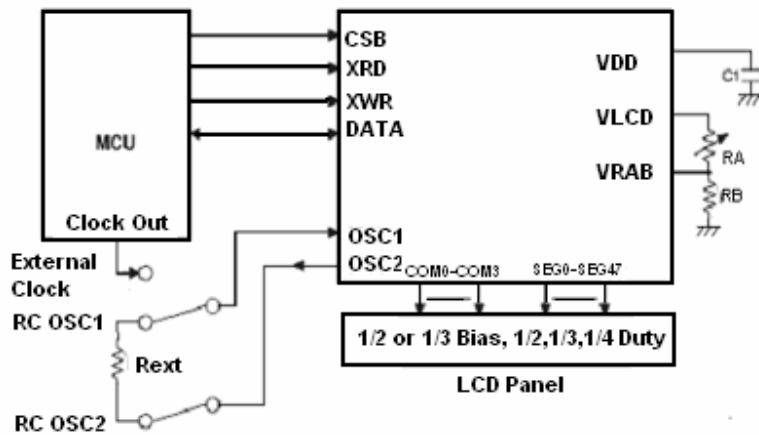 MCU
Clock Out
CSB
XRD
XWR
DATA
OSC1
OSC2
VDD
VLCD
VRAB
COM0-COM3
SEG0-SEG47
C1
RA
RB
External
Clock
RC OSC1
Rext
RC OSC2
1/2 or 1/3 Bias, 1/2,1/3,1/4 Duty
LCD Panel